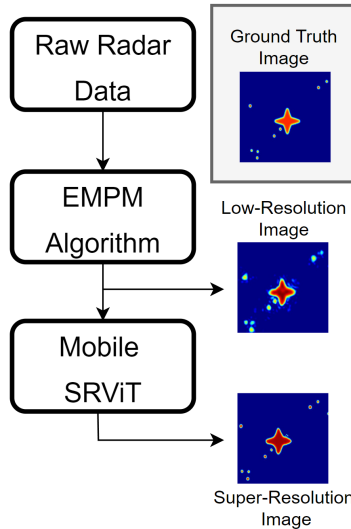 Raw Radar
Data
Ground Truth
Image
EMPM
Algorithm
Low-Resolution
Image
Mobile
SRViT
Super-Resolution
Image